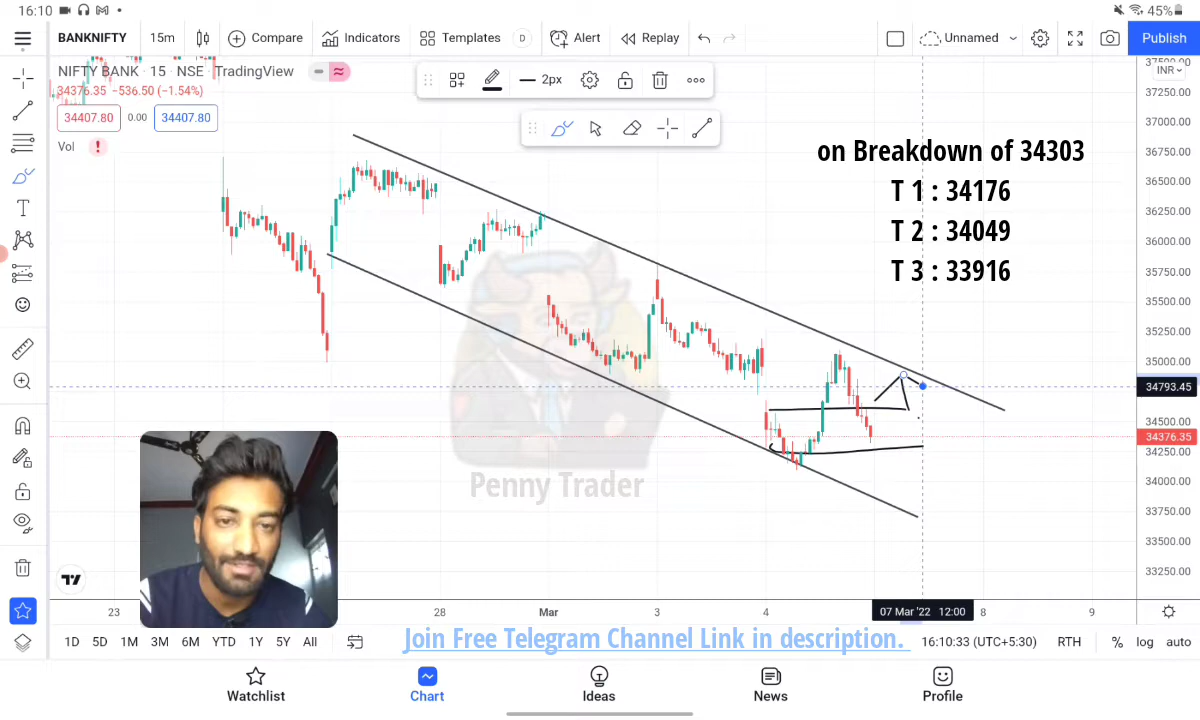 16:10
45%
BANKNIFTY 15m Compare Indicators Templates D Alert Replay Unnamed Publish
NIFTY BANK · 15 · NSE TradingView
34376.35 -536.50 (-1.54%)
34407.80 0.00 34407.80
Vol
2px
INR
on Breakdown of 34303
T 1 : 34176
T 2 : 34049
T 3 : 33916
37500.00
37250.00
37000.00
36750.00
36500.00
36250.00
36000.00
35750.00
35500.00
35250.00
35000.00
34793.45
34500.00
34376.35
34250.00
34000.00
33750.00
33500.00
33250.00
Penny Trader
23 28 Mar 3 4 07 Mar '22 12:00 8 9
1D 5D 1M 3M 6M YTD 1Y 5Y All
Join Free Telegram Channel Link in description.
16:10:33 (UTC+5:30) RTH % log auto
Watchlist Chart Ideas News Profile